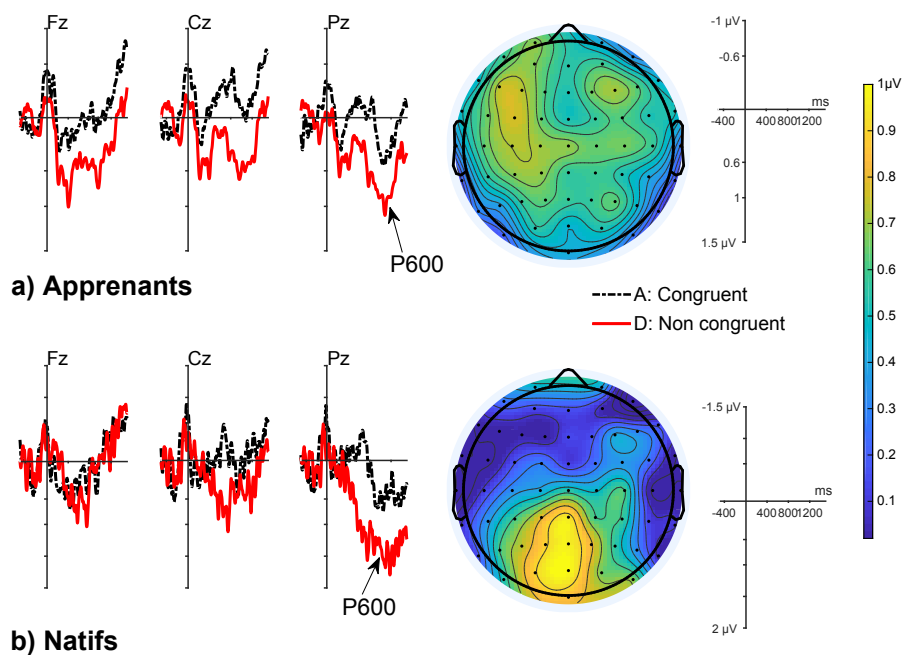 Fz
Cz
Pz
P600
a) Apprenants
-1 µV
-0.6
ms
-400
400
800
1200
0.6
1
1.5 µV
A: Congruent
D: Non congruent
1µV
0.9
0.8
0.7
0.6
0.5
0.4
0.3
0.2
0.1
Fz
Cz
Pz
P600
b) Natifs
-1.5 µV
ms
-400
400
800
1200
2 µV